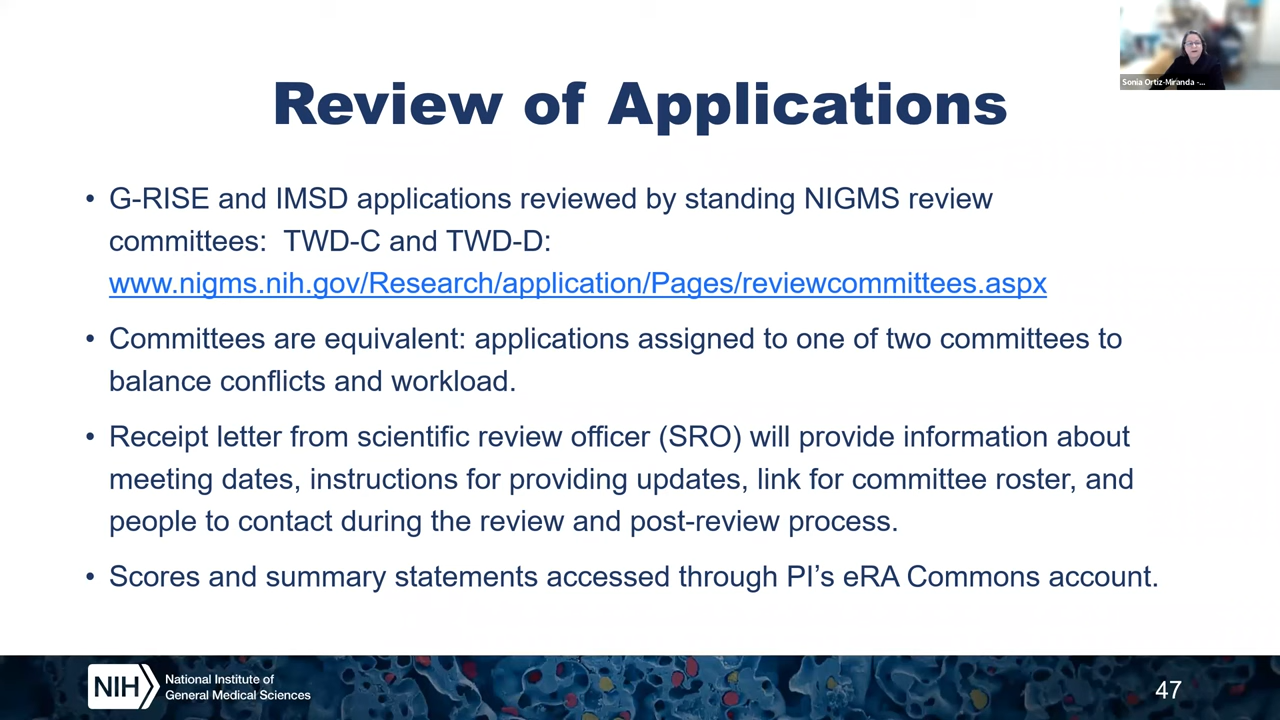 Sonia Ortiz-Miranda -...
Review of Applications
• G-RISE and IMSD applications reviewed by standing NIGMS review
committees:  TWD-C and TWD-D:
www.nigms.nih.gov/Research/application/Pages/reviewcommittees.aspx
• Committees are equivalent: applications assigned to one of two committees to
balance conflicts and workload.
• Receipt letter from scientific review officer (SRO) will provide information about
meeting dates, instructions for providing updates, link for committee roster, and
people to contact during the review and post-review process.
• Scores and summary statements accessed through PI’s eRA Commons account.
NIH
National Institute of
General Medical Sciences
47